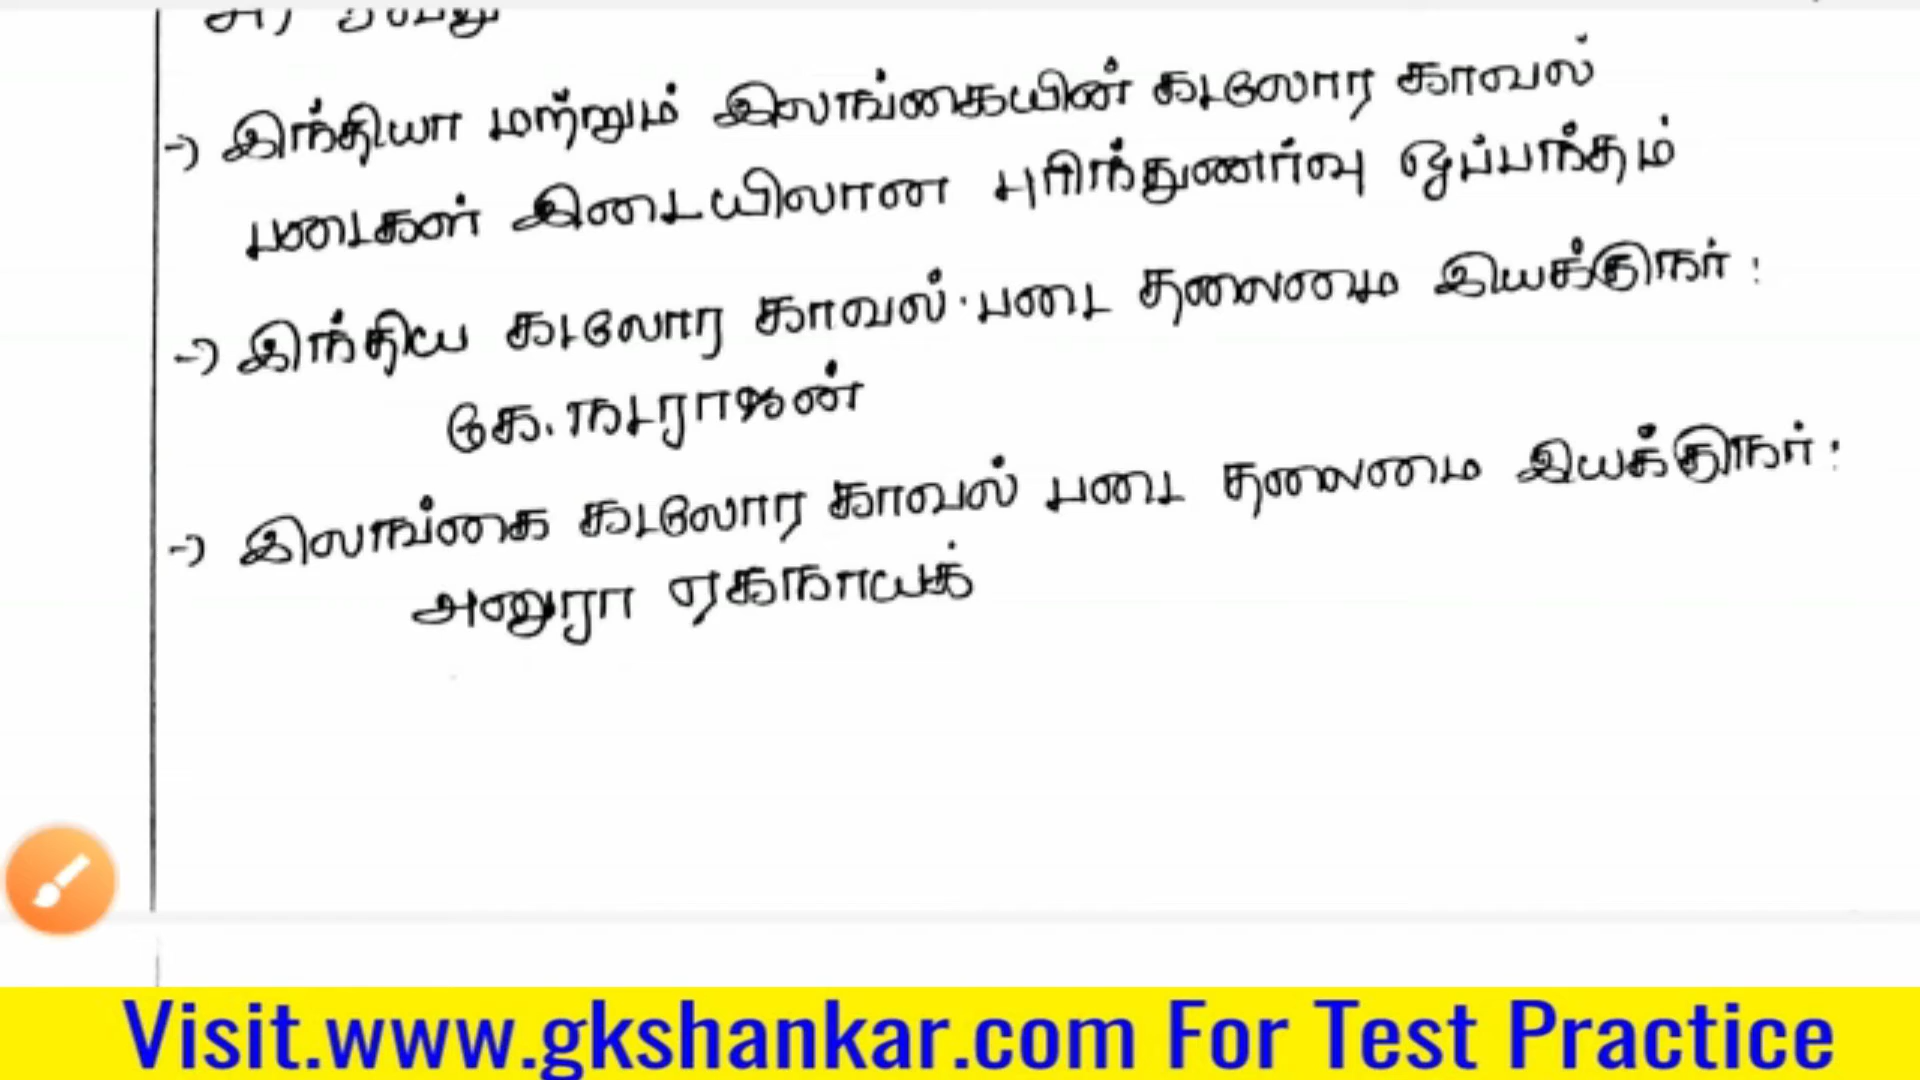 -> இந்தியா மற்றும் இலங்கையின் கடலோர காவல்
படைகள் இடையிலான புரிந்துணர்வு ஒப்பந்தம்
-> இந்திய கடலோர காவல் படை தலைமை இயக்குநர் :
கே. நடராஜன்
-> இலங்கை கடலோர காவல் படை தலைமை இயக்குநர் :
அனுரா ஏகநாயக்
Visit.www.gkshankar.com For Test Practice